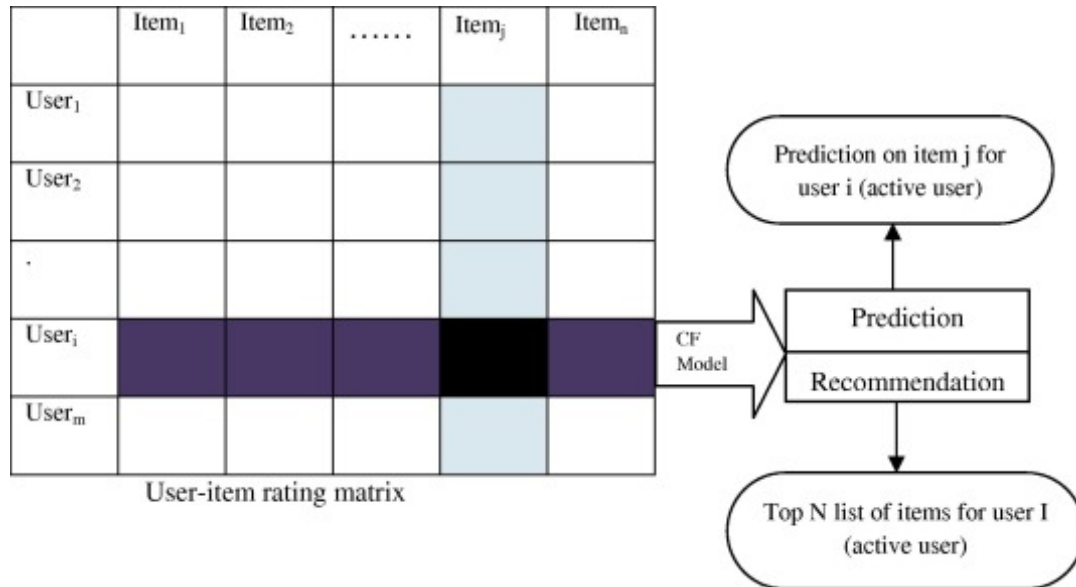 Item₁ Item₂ ...... Itemⱼ Itemₙ
User₁
User₂
.
Userᵢ
Userₘ
User-item rating matrix
CF
Model
Prediction on item j for
user i (active user)
Prediction
Recommendation
Top N list of items for user I
(active user)